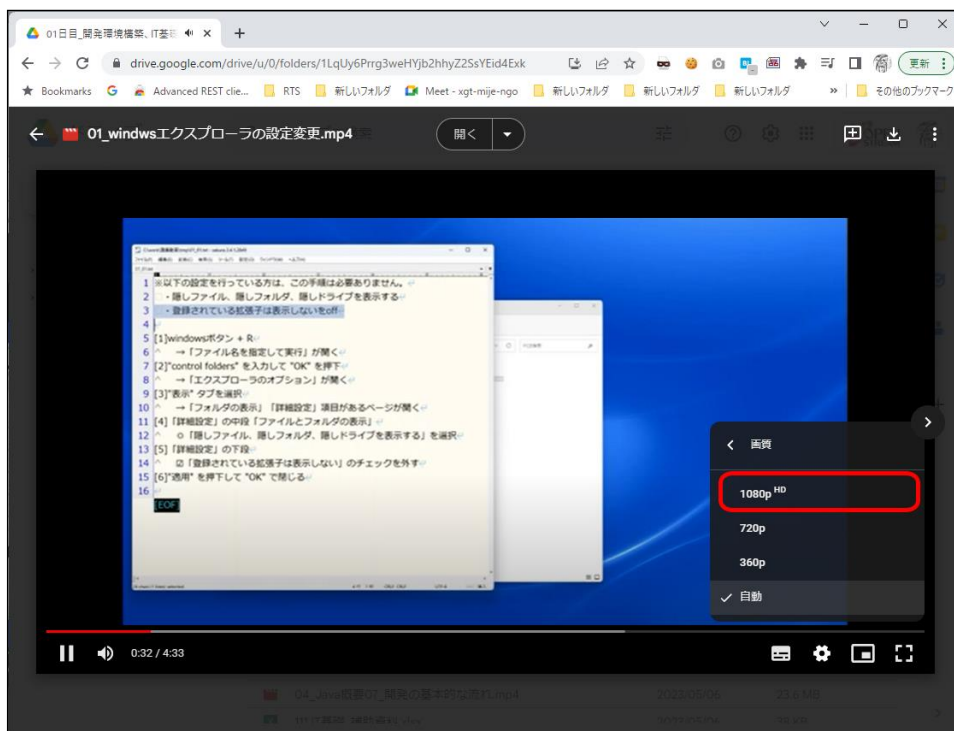 01日目_開発環境構築、IT基
drive.google.com/drive/u/0/folders/1LqUy6Prrg3weHYjb2hhyZ2SsYEid4Exk
更新
Bookmarks
Advanced REST clie...
RTS
新しいフォルダ
Meet - xgt-mije-ngo
新しいフォルダ
新しいフォルダ
新しいフォルダ
»
その他のブックマーク
01_windwsエクスプローラの設定変更.mp4
開く
1 ※以下の設定を行っている方は、この手順は必要ありません。
2 ・隠しファイル、隠しフォルダ、隠しドライブを表示する
3 ・登録されている拡張子は表示しないをoff
4
5 [1]windowsボタン + R
6 →「ファイル名を指定して実行」が開く
7 [2]"control folders" を入力して "OK" を押下
8 →「エクスプローラのオプション」が開く
9 [3]"表示" タブを選択
10 →「フォルダの表示」「詳細設定」項目があるページが開く
11 [4]「詳細設定」の中段「ファイルとフォルダの表示」
12 ○「隠しファイル、隠しフォルダ、隠しドライブを表示する」を選択
13 [5]「詳細設定」の下段
14 ☑「登録されている拡張子は表示しない」のチェックを外す
15 [6]"適用" を押下して "OK" で閉じる
16
[EOF]
画質
1080p HD
720p
360p
自動
0:32 / 4:33
04_Java概要07_開発の基本的な流れ.mp4
2022/05/06
23.6 MB